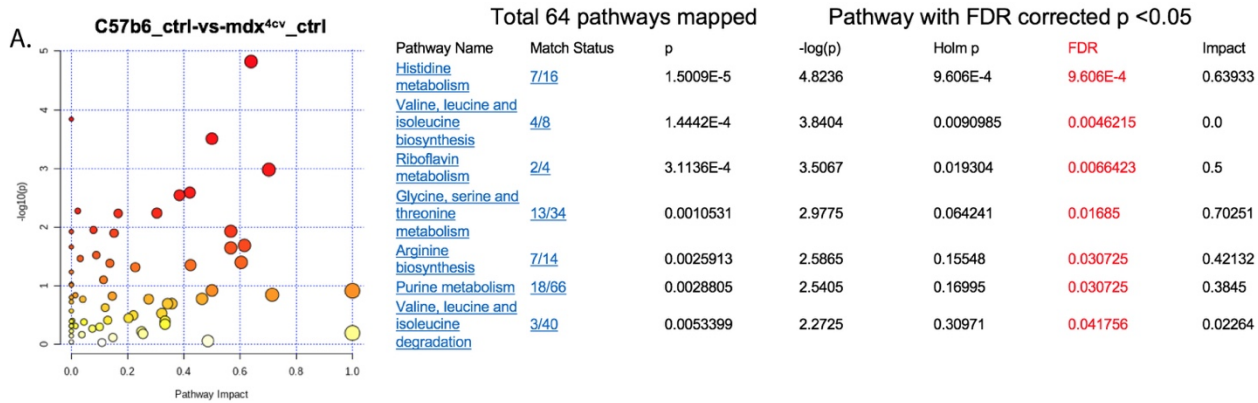 A.
C57b6_ctrl-vs-mdx⁴ᶜᵛ_ctrl
5
4
3
2
1
0
-log10(p)
0.0 0.2 0.4 0.6 0.8 1.0
Pathway Impact
Total 64 pathways mapped
Pathway with FDR corrected p <0.05
Pathway Name Match Status p -log(p) Holm p FDR Impact
Histidine
metabolism 7/16 1.5009E-5 4.8236 9.606E-4 9.606E-4 0.63933
Valine, leucine and
isoleucine 4/8 1.4442E-4 3.8404 0.0090985 0.0046215 0.0
biosynthesis
Riboflavin
metabolism 2/4 3.1136E-4 3.5067 0.019304 0.0066423 0.5
Glycine, serine and
threonine 13/34 0.0010531 2.9775 0.064241 0.01685 0.70251
metabolism
Arginine
biosynthesis 7/14 0.0025913 2.5865 0.15548 0.030725 0.42132
Purine metabolism 18/66 0.0028805 2.5405 0.16995 0.030725 0.3845
Valine, leucine and
isoleucine 3/40 0.0053399 2.2725 0.30971 0.041756 0.02264
degradation